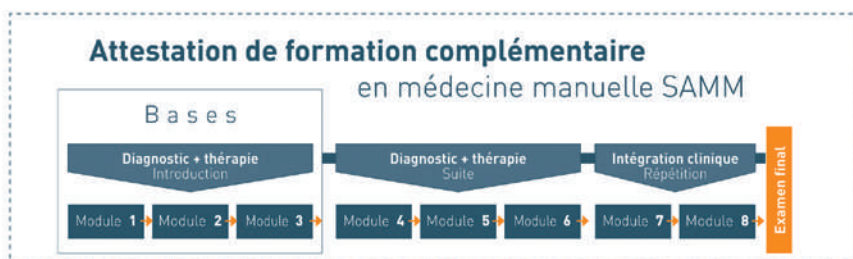 Attestation de formation complémentaire
en médecine manuelle SAMM
Bases
Diagnostic + thérapie
Introduction
Diagnostic + thérapie
Suite
Intégration clinique
Répétition
Module 1
Module 2
Module 3
Module 4
Module 5
Module 6
Module 7
Module 8
Examen final